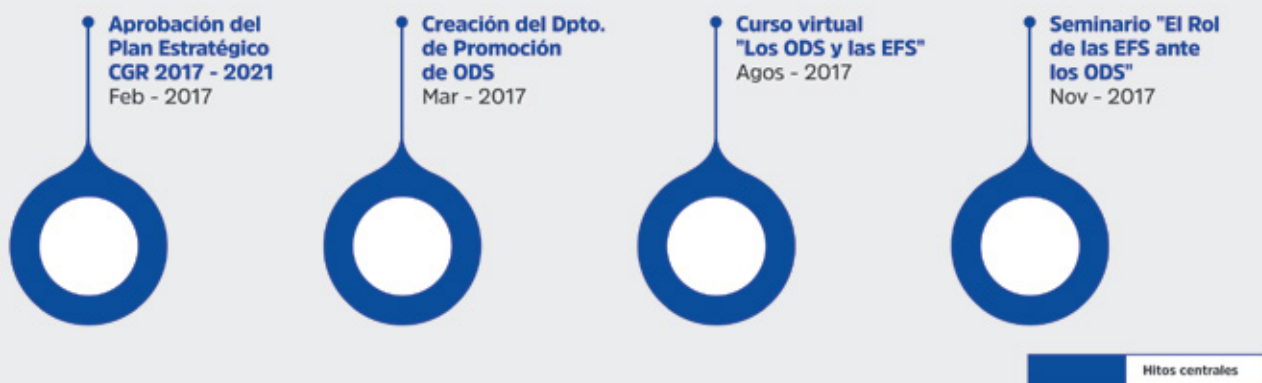 Aprobación del
Plan Estratégico
CGR 2017 - 2021
Feb - 2017
Creación del Dpto.
de Promoción
de ODS
Mar - 2017
Curso virtual
"Los ODS y las EFS"
Agos - 2017
Seminario "El Rol
de las EFS ante
los ODS"
Nov - 2017
Hitos centrales